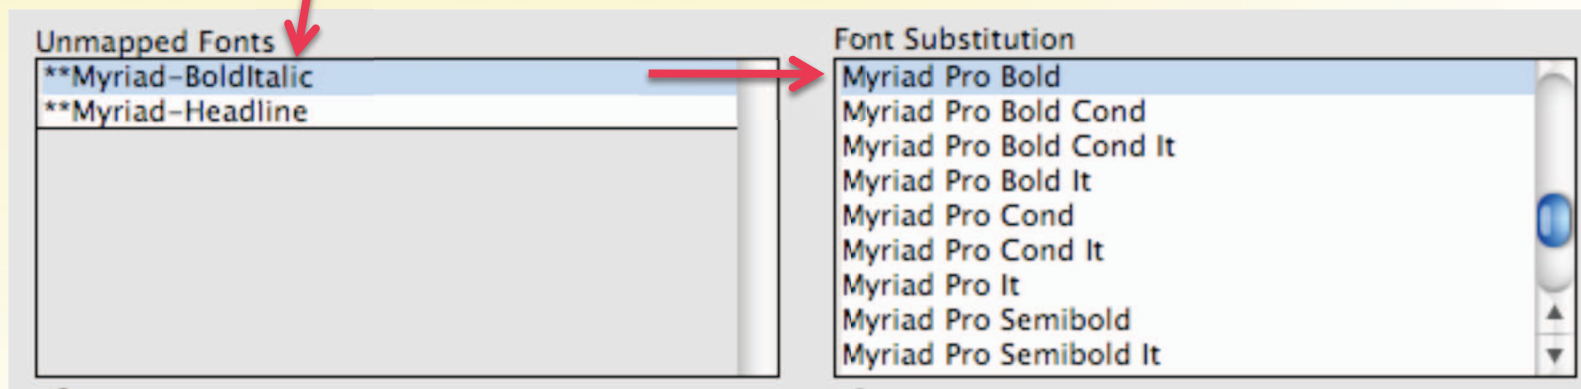 Unmapped Fonts
**Myriad-BoldItalic
**Myriad-Headline
Font Substitution
Myriad Pro Bold
Myriad Pro Bold Cond
Myriad Pro Bold Cond It
Myriad Pro Bold It
Myriad Pro Cond
Myriad Pro Cond It
Myriad Pro It
Myriad Pro Semibold
Myriad Pro Semibold It